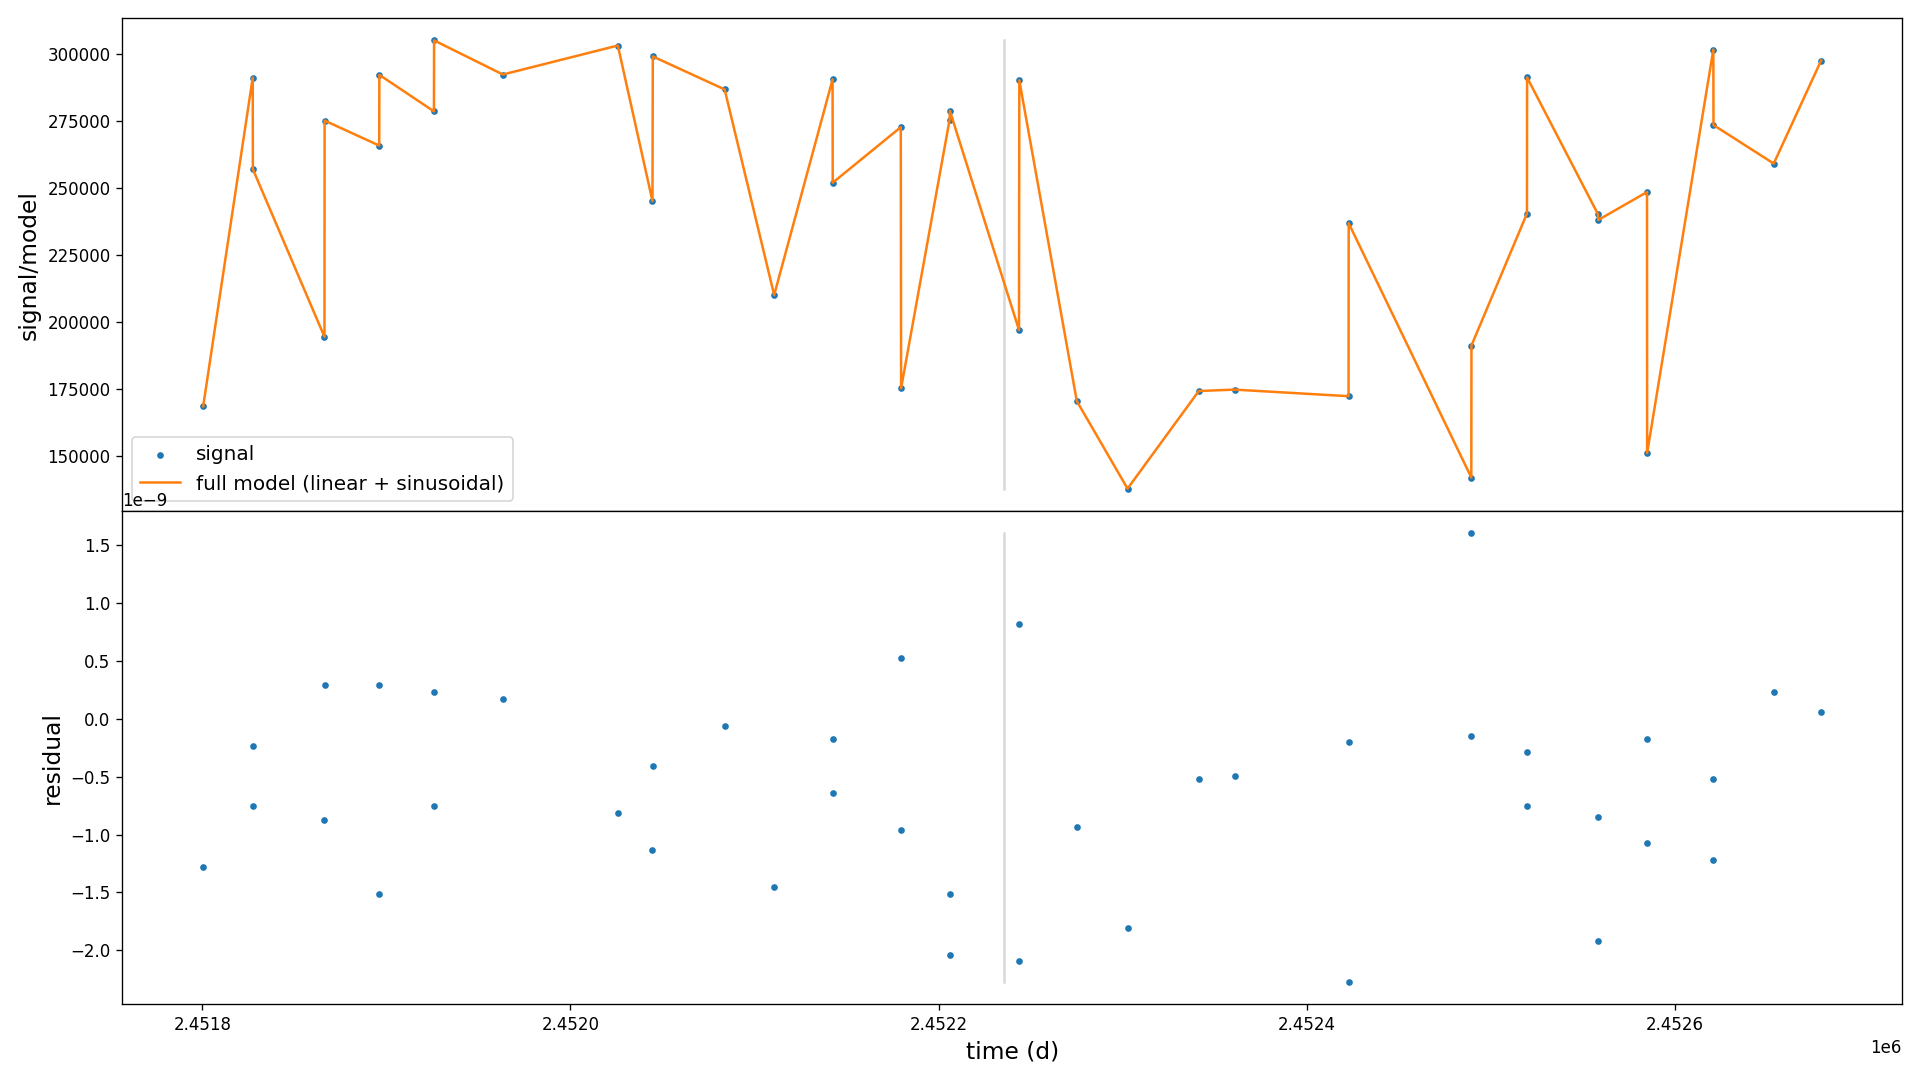 300000
275000
250000
225000
200000
175000
150000
signal/model
signal
full model (linear + sinusoidal)
1e−9
1.5
1.0
0.5
0.0
−0.5
−1.0
−1.5
−2.0
residual
2.4518
2.4520
2.4522
2.4524
2.4526
time (d)
1e6